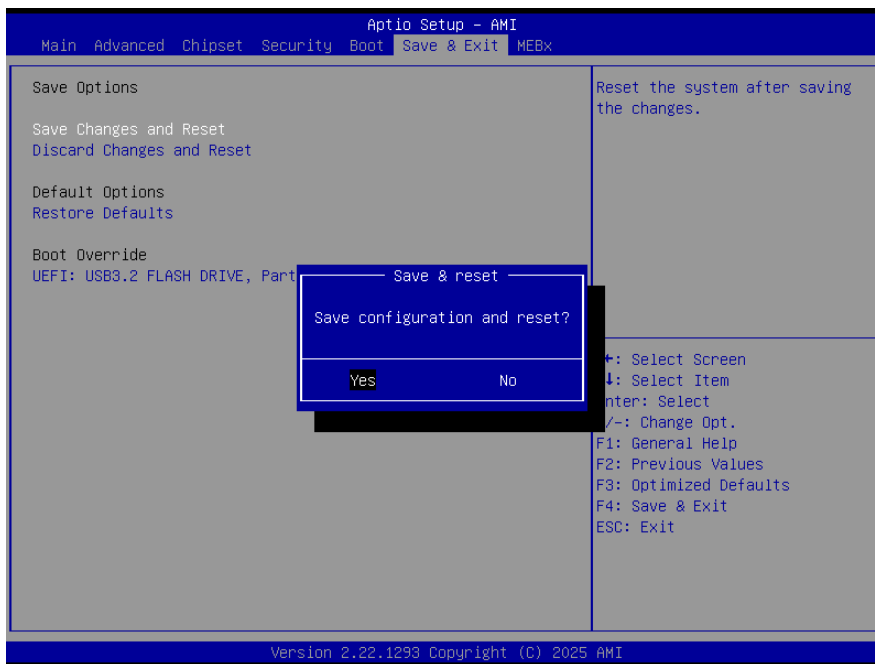 Aptio Setup - AMI
Main Advanced Chipset Security Boot Save & Exit MEBx
Save Options
Save Changes and Reset
Discard Changes and Reset
Default Options
Restore Defaults
Boot Override
UEFI: USB3.2 FLASH DRIVE, Part
Save & reset
Save configuration and reset?
Yes No
Reset the system after saving
the changes.
: Select Screen
: Select Item
nter: Select
/-: Change Opt.
F1: General Help
F2: Previous Values
F3: Optimized Defaults
F4: Save & Exit
ESC: Exit
Version 2.22.1293 Copyright (C) 2025 AMI